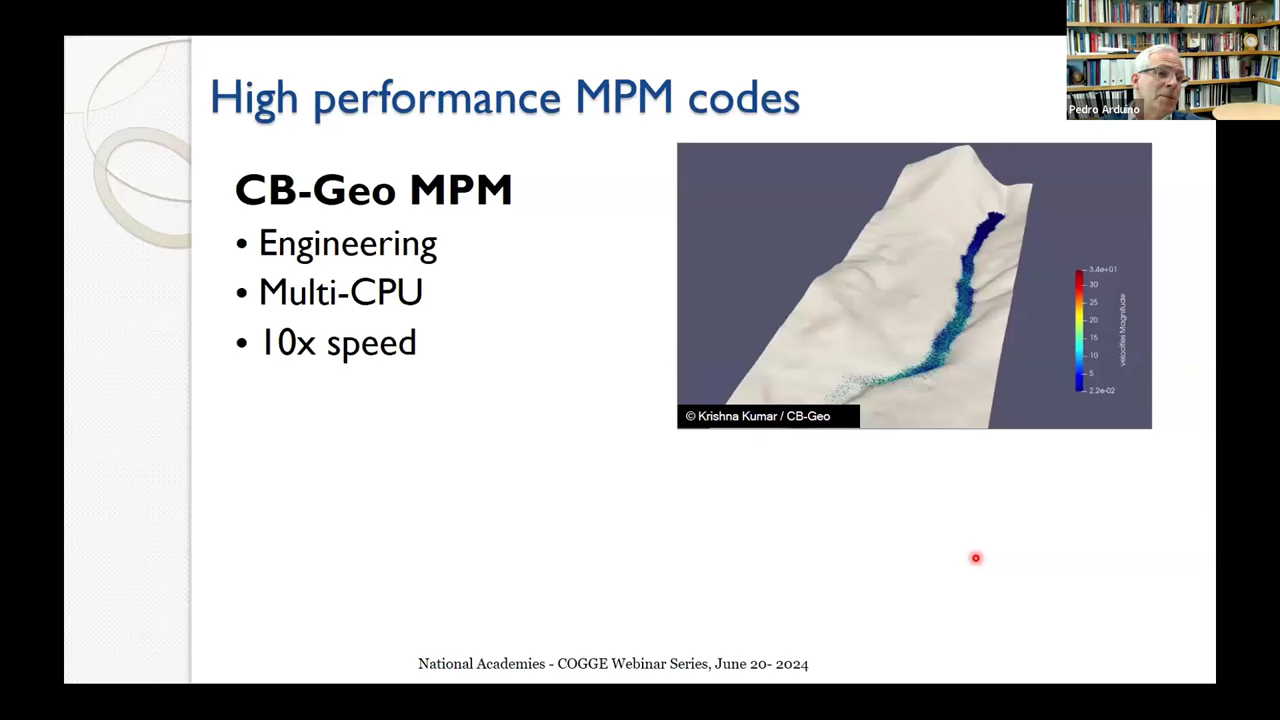 High performance MPM codes
Pedro Arduino
CB-Geo MPM
• Engineering
• Multi-CPU
• 10x speed
3.4e+01
30
25
20
15
10
5
2.2e-02
velocities Magnitude
© Krishna Kumar / CB-Geo
National Academies - COGGE Webinar Series, June 20- 2024